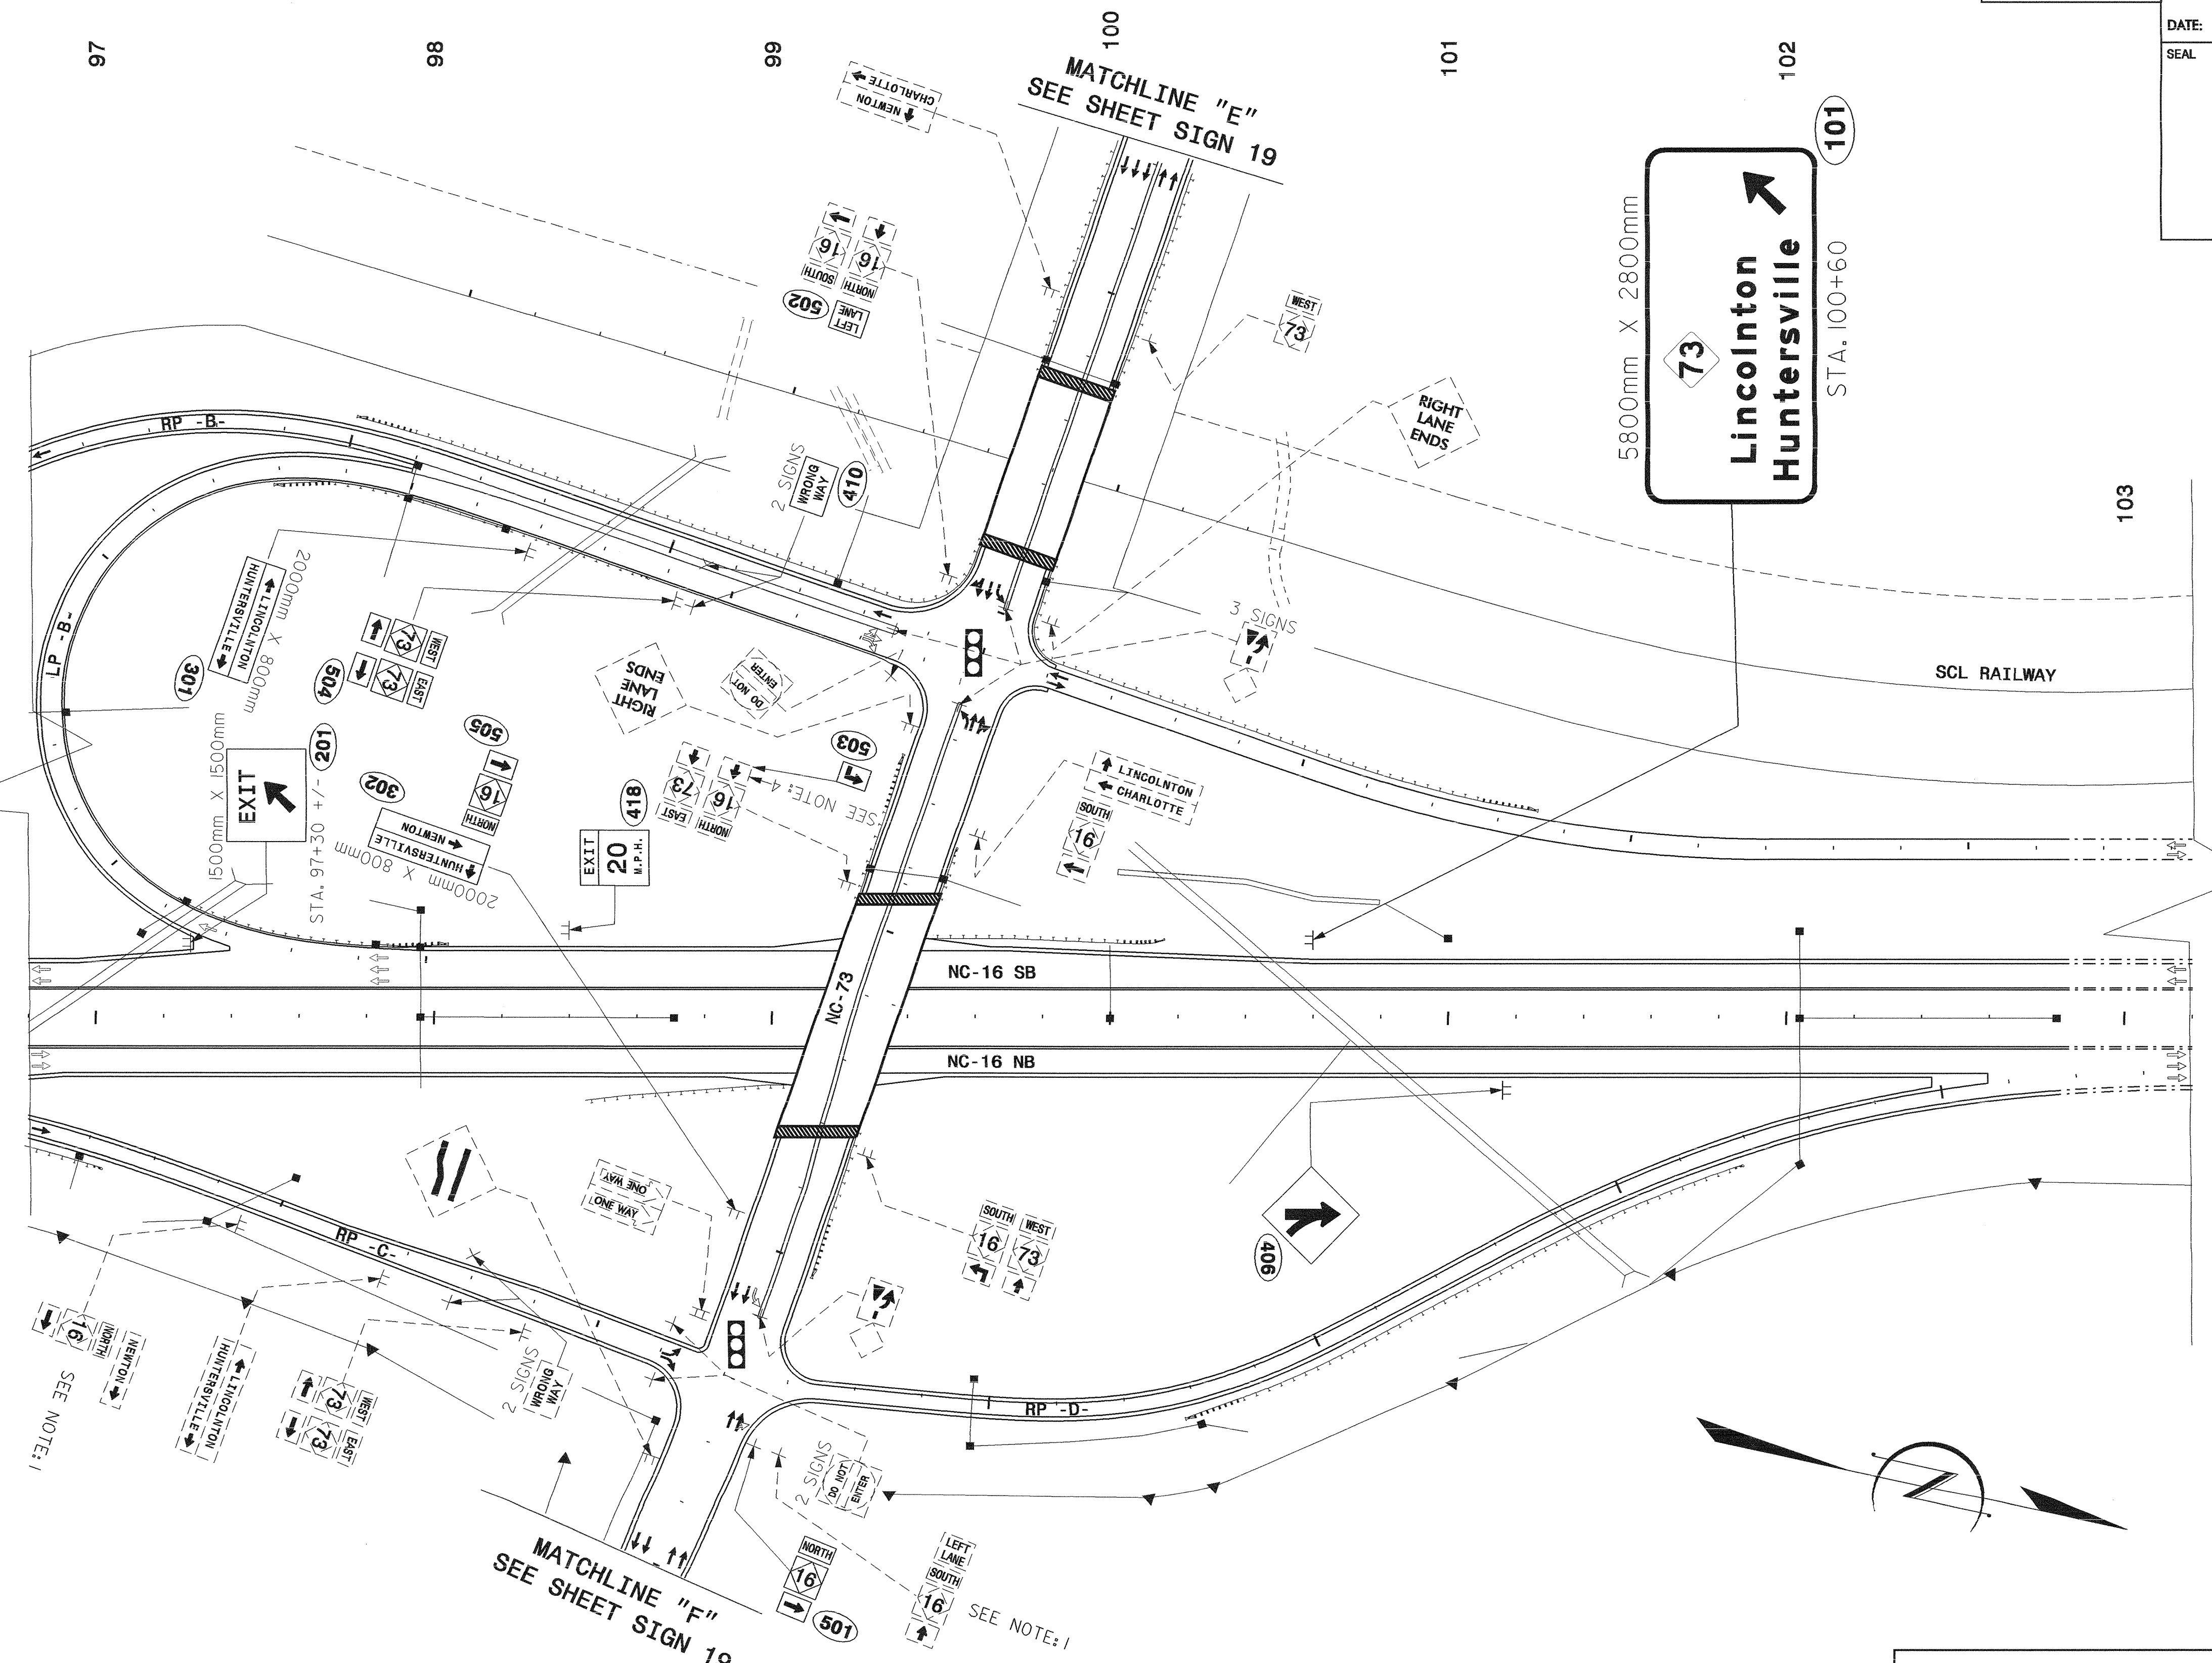 97
98
99
100
101
102
103
DATE:
SEAL
MATCHLINE "E"
SEE SHEET SIGN 19
CHARLOTTE
NEWTON
16
SOUTH
16
NORTH
502
LEFT
LANE
WEST
73
RIGHT
LANE
ENDS
5800mm X 2800mm
73
Lincolnton
Huntersville
101
STA. 100+60
RP -B-
2 SIGNS
WRONG
WAY
410
LP -B-
301
LINCOLNTON
HUNTERSVILLE
2000mm X 800mm
504
73
WEST
73
EAST
505
16
NORTH
RIGHT
LANE
ENDS
DO NOT
ENTER
503
3 SIGNS
SCL RAILWAY
1500mm X 1500mm
EXIT
201
STA. 97+30 +/-
302
HUNTERSVILLE
NEWTON
2000mm X 800mm
EXIT
20
M.P.H.
418
73
EAST
16
NORTH
SEE NOTE: 4
LINCOLNTON
CHARLOTTE
SOUTH
16
NC-16 SB
NC-73
NC-16 NB
ONE WAY
ONE WAY
SOUTH
16
WEST
73
406
RP -C-
16
NORTH
NEWTON
SEE NOTE: 1
LINCOLNTON
HUNTERSVILLE
73
WEST
73
EAST
2 SIGNS
WRONG
WAY
RP -D-
2 SIGNS
DO NOT
ENTER
MATCHLINE "F"
SEE SHEET SIGN 19
NORTH
16
501
LEFT
LANE
SOUTH
16
SEE NOTE: 1